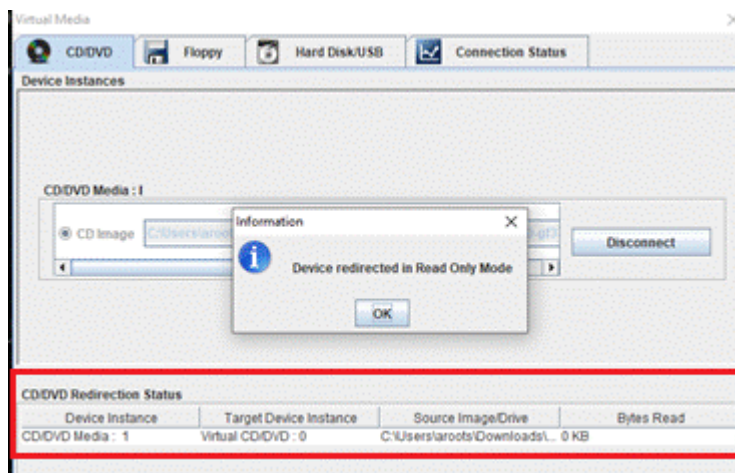 Virtual Media
CD/DVD Floppy Hard Disk/USB Connection Status
Device Instances
CD/DVD Media : I
CD Image C:\Users\aroot
Disconnect
Information
Device redirected in Read Only Mode
OK
CD/DVD Redirection Status
Device Instance Target Device Instance Source Image/Drive Bytes Read
CD/DVD Media : 1 Virtual CD/DVD : 0 C:\Users\aroots\Downloads\... 0 KB